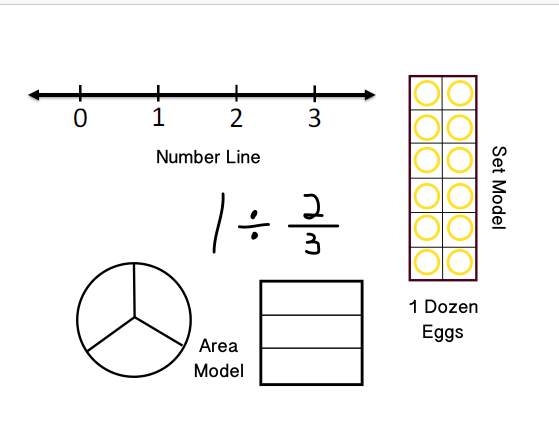 0 1 2 3
Number Line
Set Model
1 ÷ 2/3
1 Dozen
Eggs
Area
Model